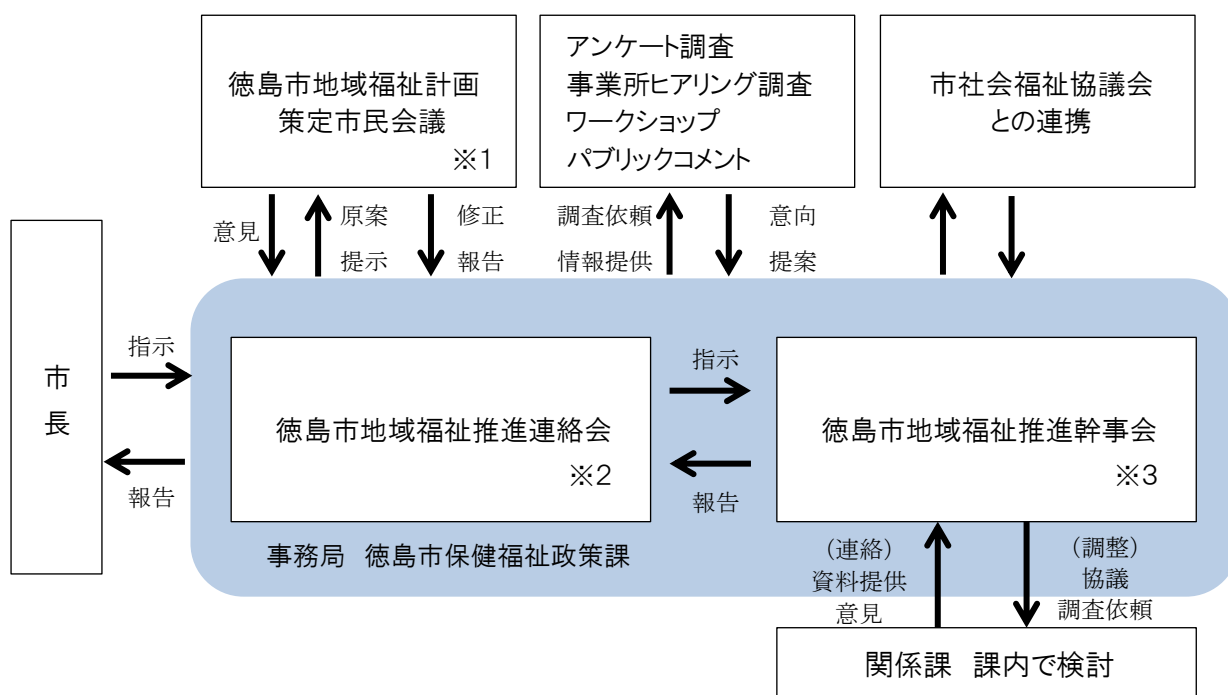 徳島市地域福祉計画
策定市民会議
※1
アンケート調査
事業所ヒアリング調査
ワークショップ
パブリックコメント
市社会福祉協議会
との連携
意見
原案
提示
修正
報告
調査依頼
情報提供
意向
提案
市
長
指示
報告
徳島市地域福祉推進連絡会
※2
指示
報告
徳島市地域福祉推進幹事会
※3
事務局 徳島市保健福祉政策課
(連絡)
資料提供
意見
(調整)
協議
調査依頼
関係課 課内で検討